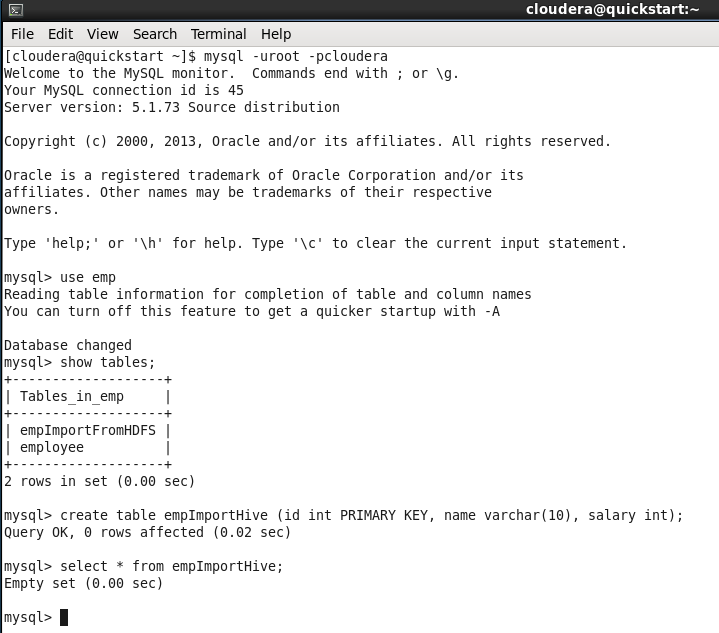 cloudera@quickstart:~
File Edit View Search Terminal Help
[cloudera@quickstart ~]$ mysql -uroot -pcloudera
Welcome to the MySQL monitor.  Commands end with ; or \g.
Your MySQL connection id is 45
Server version: 5.1.73 Source distribution
Copyright (c) 2000, 2013, Oracle and/or its affiliates. All rights reserved.
Oracle is a registered trademark of Oracle Corporation and/or its
affiliates. Other names may be trademarks of their respective
owners.
Type 'help;' or '\h' for help. Type '\c' to clear the current input statement.
mysql> use emp
Reading table information for completion of table and column names
You can turn off this feature to get a quicker startup with -A
Database changed
mysql> show tables;
+-------------------+
| Tables_in_emp     |
+-------------------+
| empImportFromHDFS |
| employee          |
+-------------------+
2 rows in set (0.00 sec)
mysql> create table empImportHive (id int PRIMARY KEY, name varchar(10), salary int);
Query OK, 0 rows affected (0.02 sec)
mysql> select * from empImportHive;
Empty set (0.00 sec)
mysql>